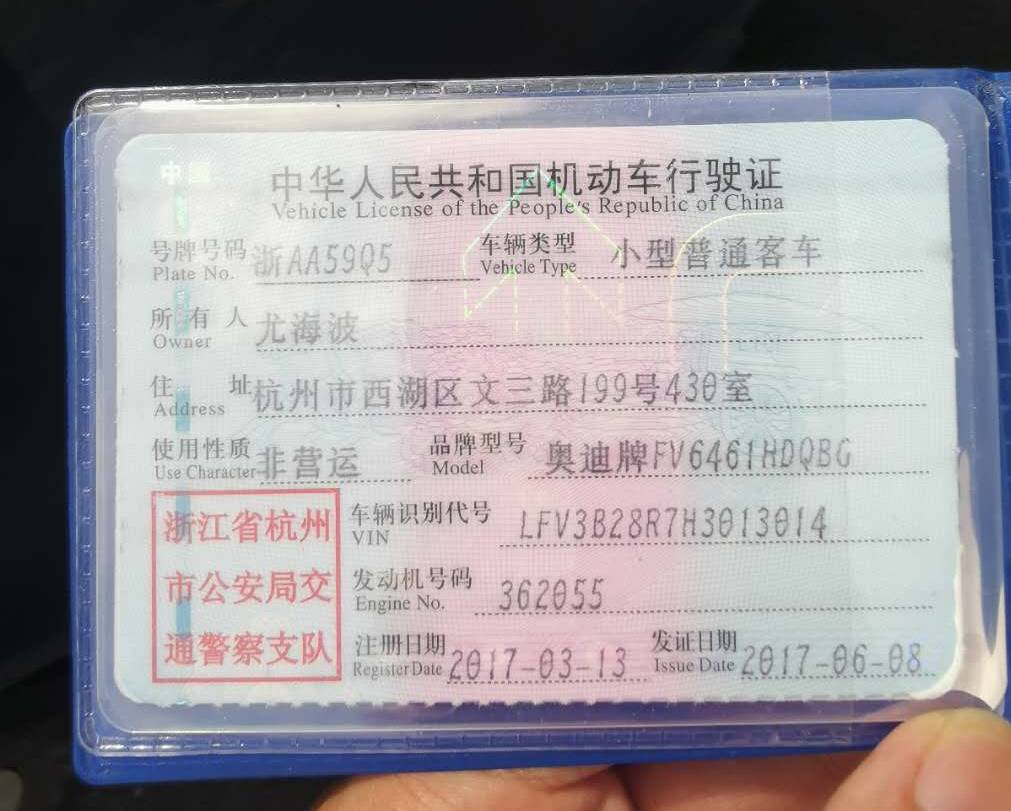 中
中华人民共和国机动车行驶证
Vehicle License of the People's Republic of China
号牌号码 浙AA59Q5 车辆类型 小型普通客车
Plate No. Vehicle Type
所有人 尤海波
Owner
住址 杭州市西湖区文三路199号430室
Address
使用性质 非营运 品牌型号 奥迪牌FV6461HDQBG
Use Character Model
浙江省杭州
市公安局交
通警察支队
车辆识别代号 LFV3B28R7H3013014
VIN
发动机号码 362055
Engine No.
注册日期 2017-03-13 发证日期 2017-06-08
Register Date Issue Date